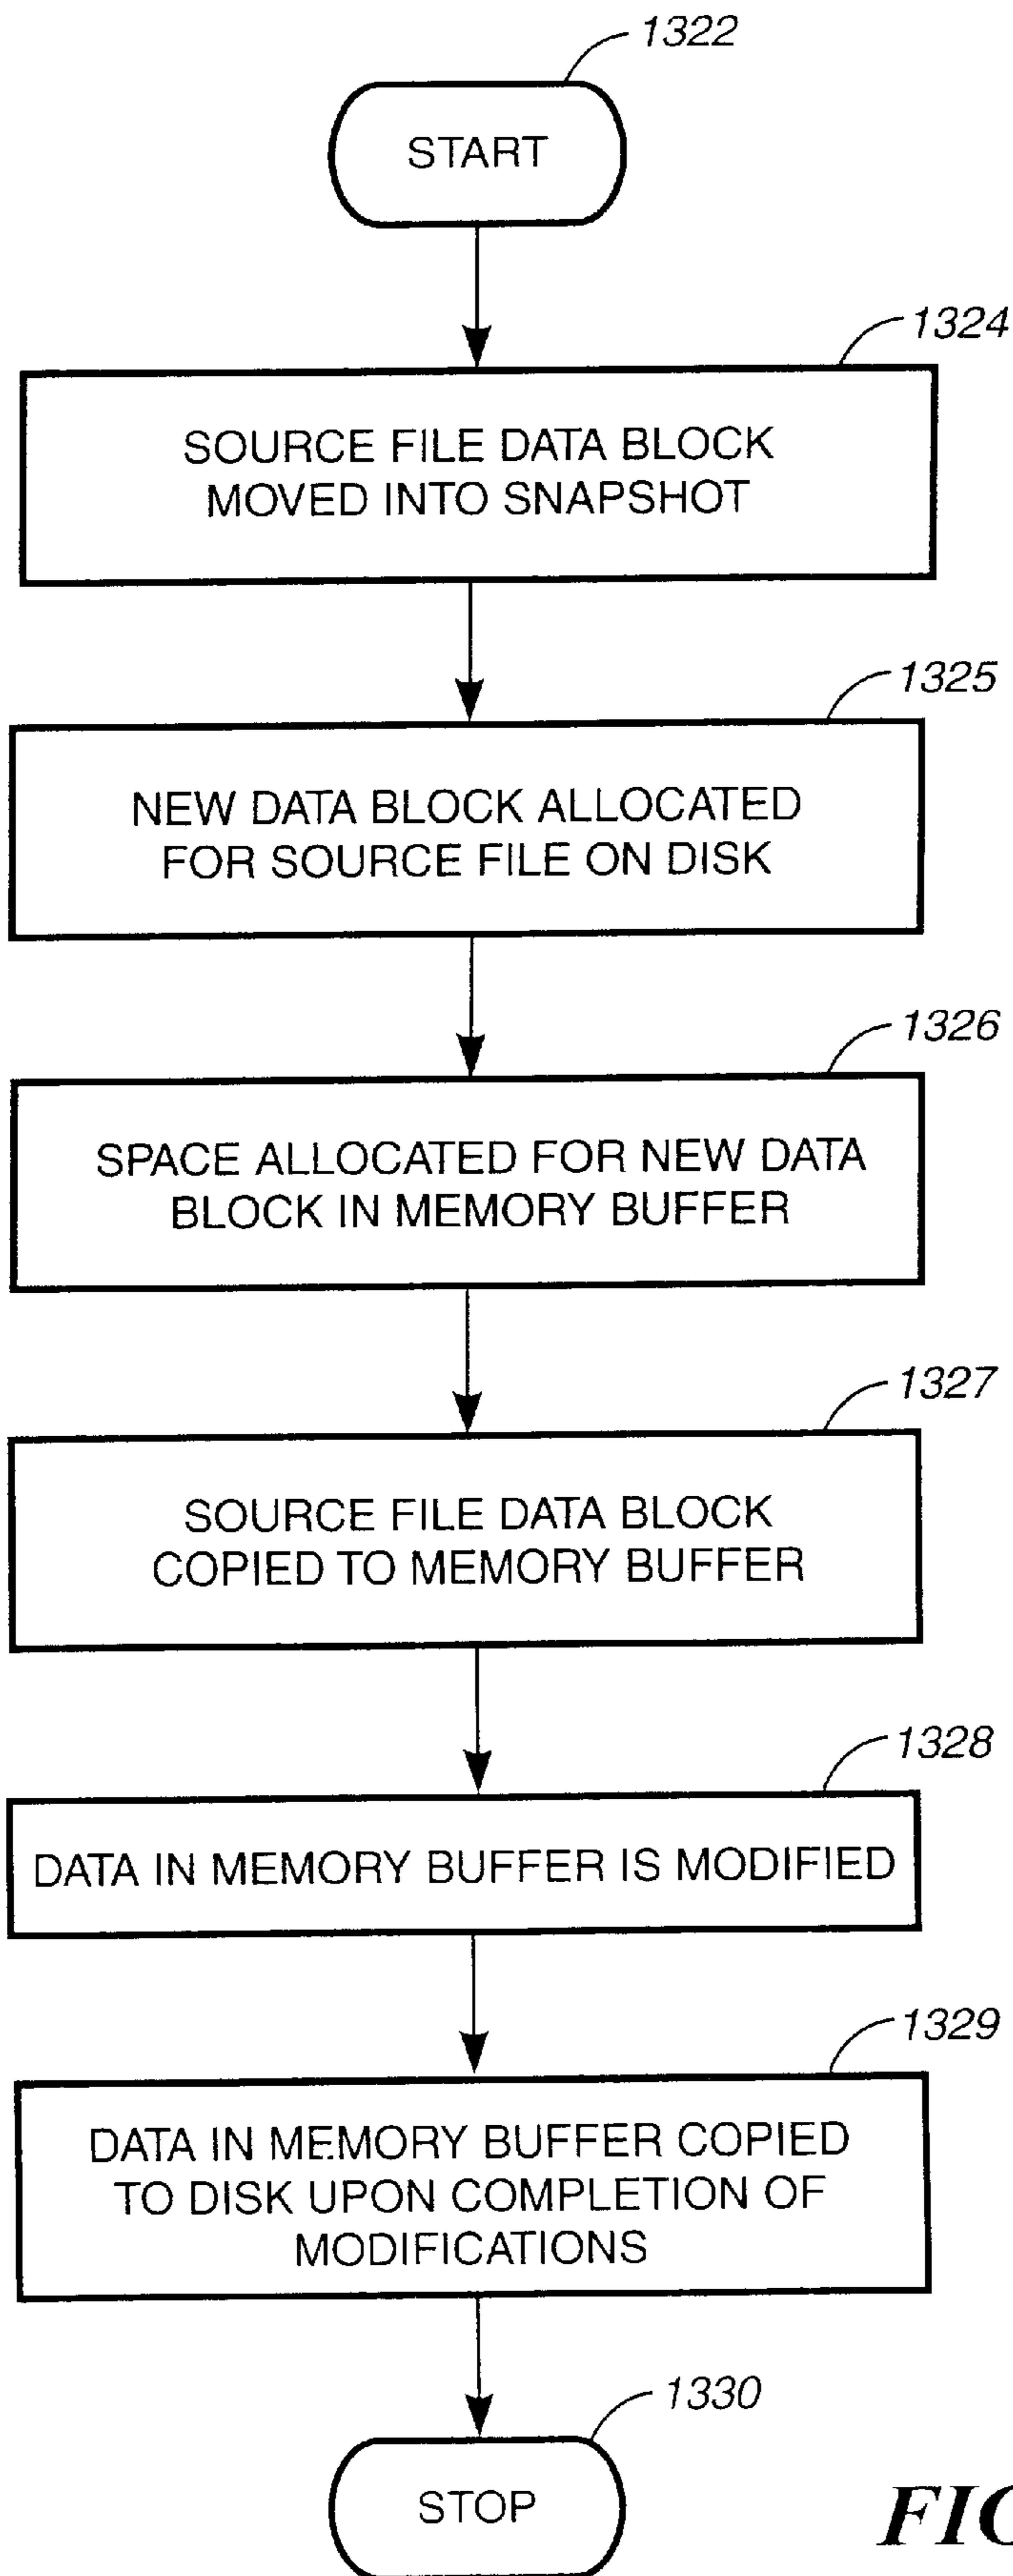 1322
START
1324
SOURCE FILE DATA BLOCK
MOVED INTO SNAPSHOT
1325
NEW DATA BLOCK ALLOCATED
FOR SOURCE FILE ON DISK
1326
SPACE ALLOCATED FOR NEW DATA
BLOCK IN MEMORY BUFFER
1327
SOURCE FILE DATA BLOCK
COPIED TO MEMORY BUFFER
1328
DATA IN MEMORY BUFFER IS MODIFIED
1329
DATA IN MEMORY BUFFER COPIED
TO DISK UPON COMPLETION OF
MODIFICATIONS
1330
STOP